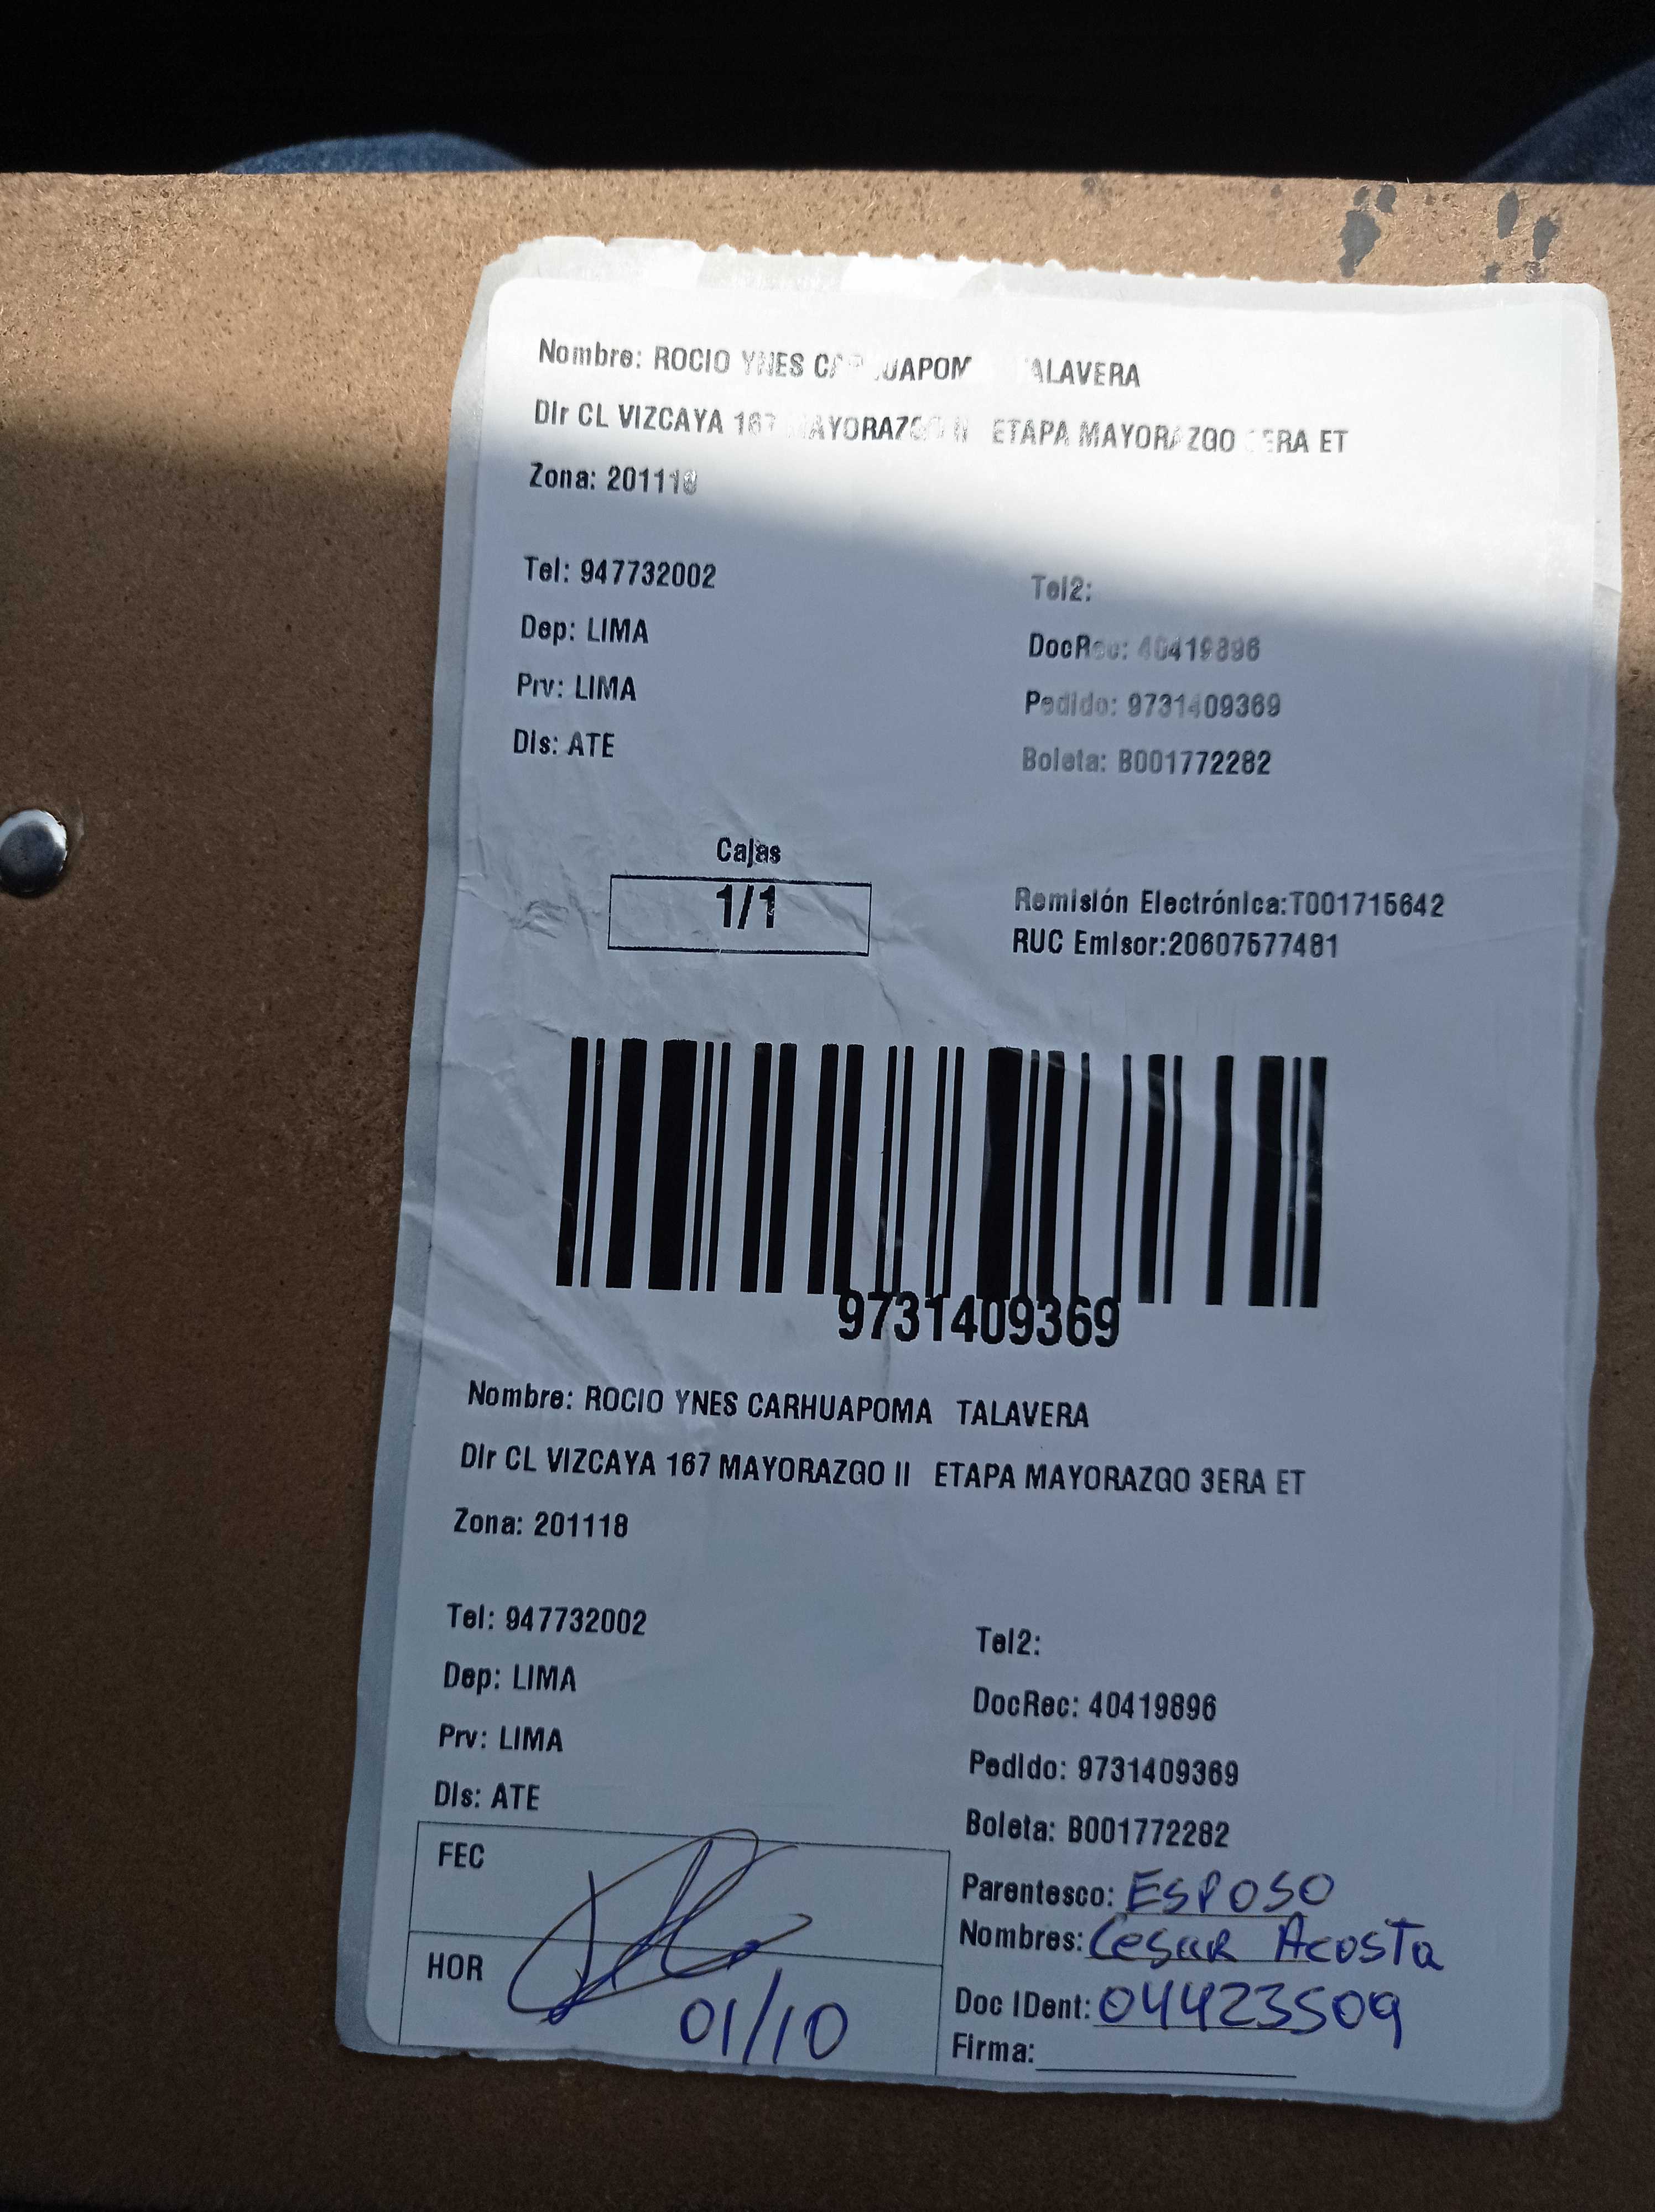 Nombre: ROCIO YNES TALAVERA
Dir CL VIZCAYA ETAPA MAYORAZGO ET
Zona: 201118
Tel: 947732002
Tel2:
Dep: LIMA
DocRec: 40419896
Prv: LIMA
Pedido: 9731409369
Dis: ATE
Boleta: B001772282
Cajas
1/1
Remisión Electrónica:T001715642
RUC Emisor:20607577481
9731409369
Nombre: ROCIO YNES CARHUAPOMA TALAVERA
Dir CL VIZCAYA 167 MAYORAZGO II ETAPA MAYORAZGO 3ERA ET
Zona: 201118
Tel: 947732002
Tel2:
Dep: LIMA
DocRec: 40419896
Prv: LIMA
Pedido: 9731409369
Dis: ATE
Boleta: B001772282
FEC
Parentesco: ESPOSO
Nombres: Cesar Acosta
HOR
01/10
Doc IDent: 04423509
Firma: